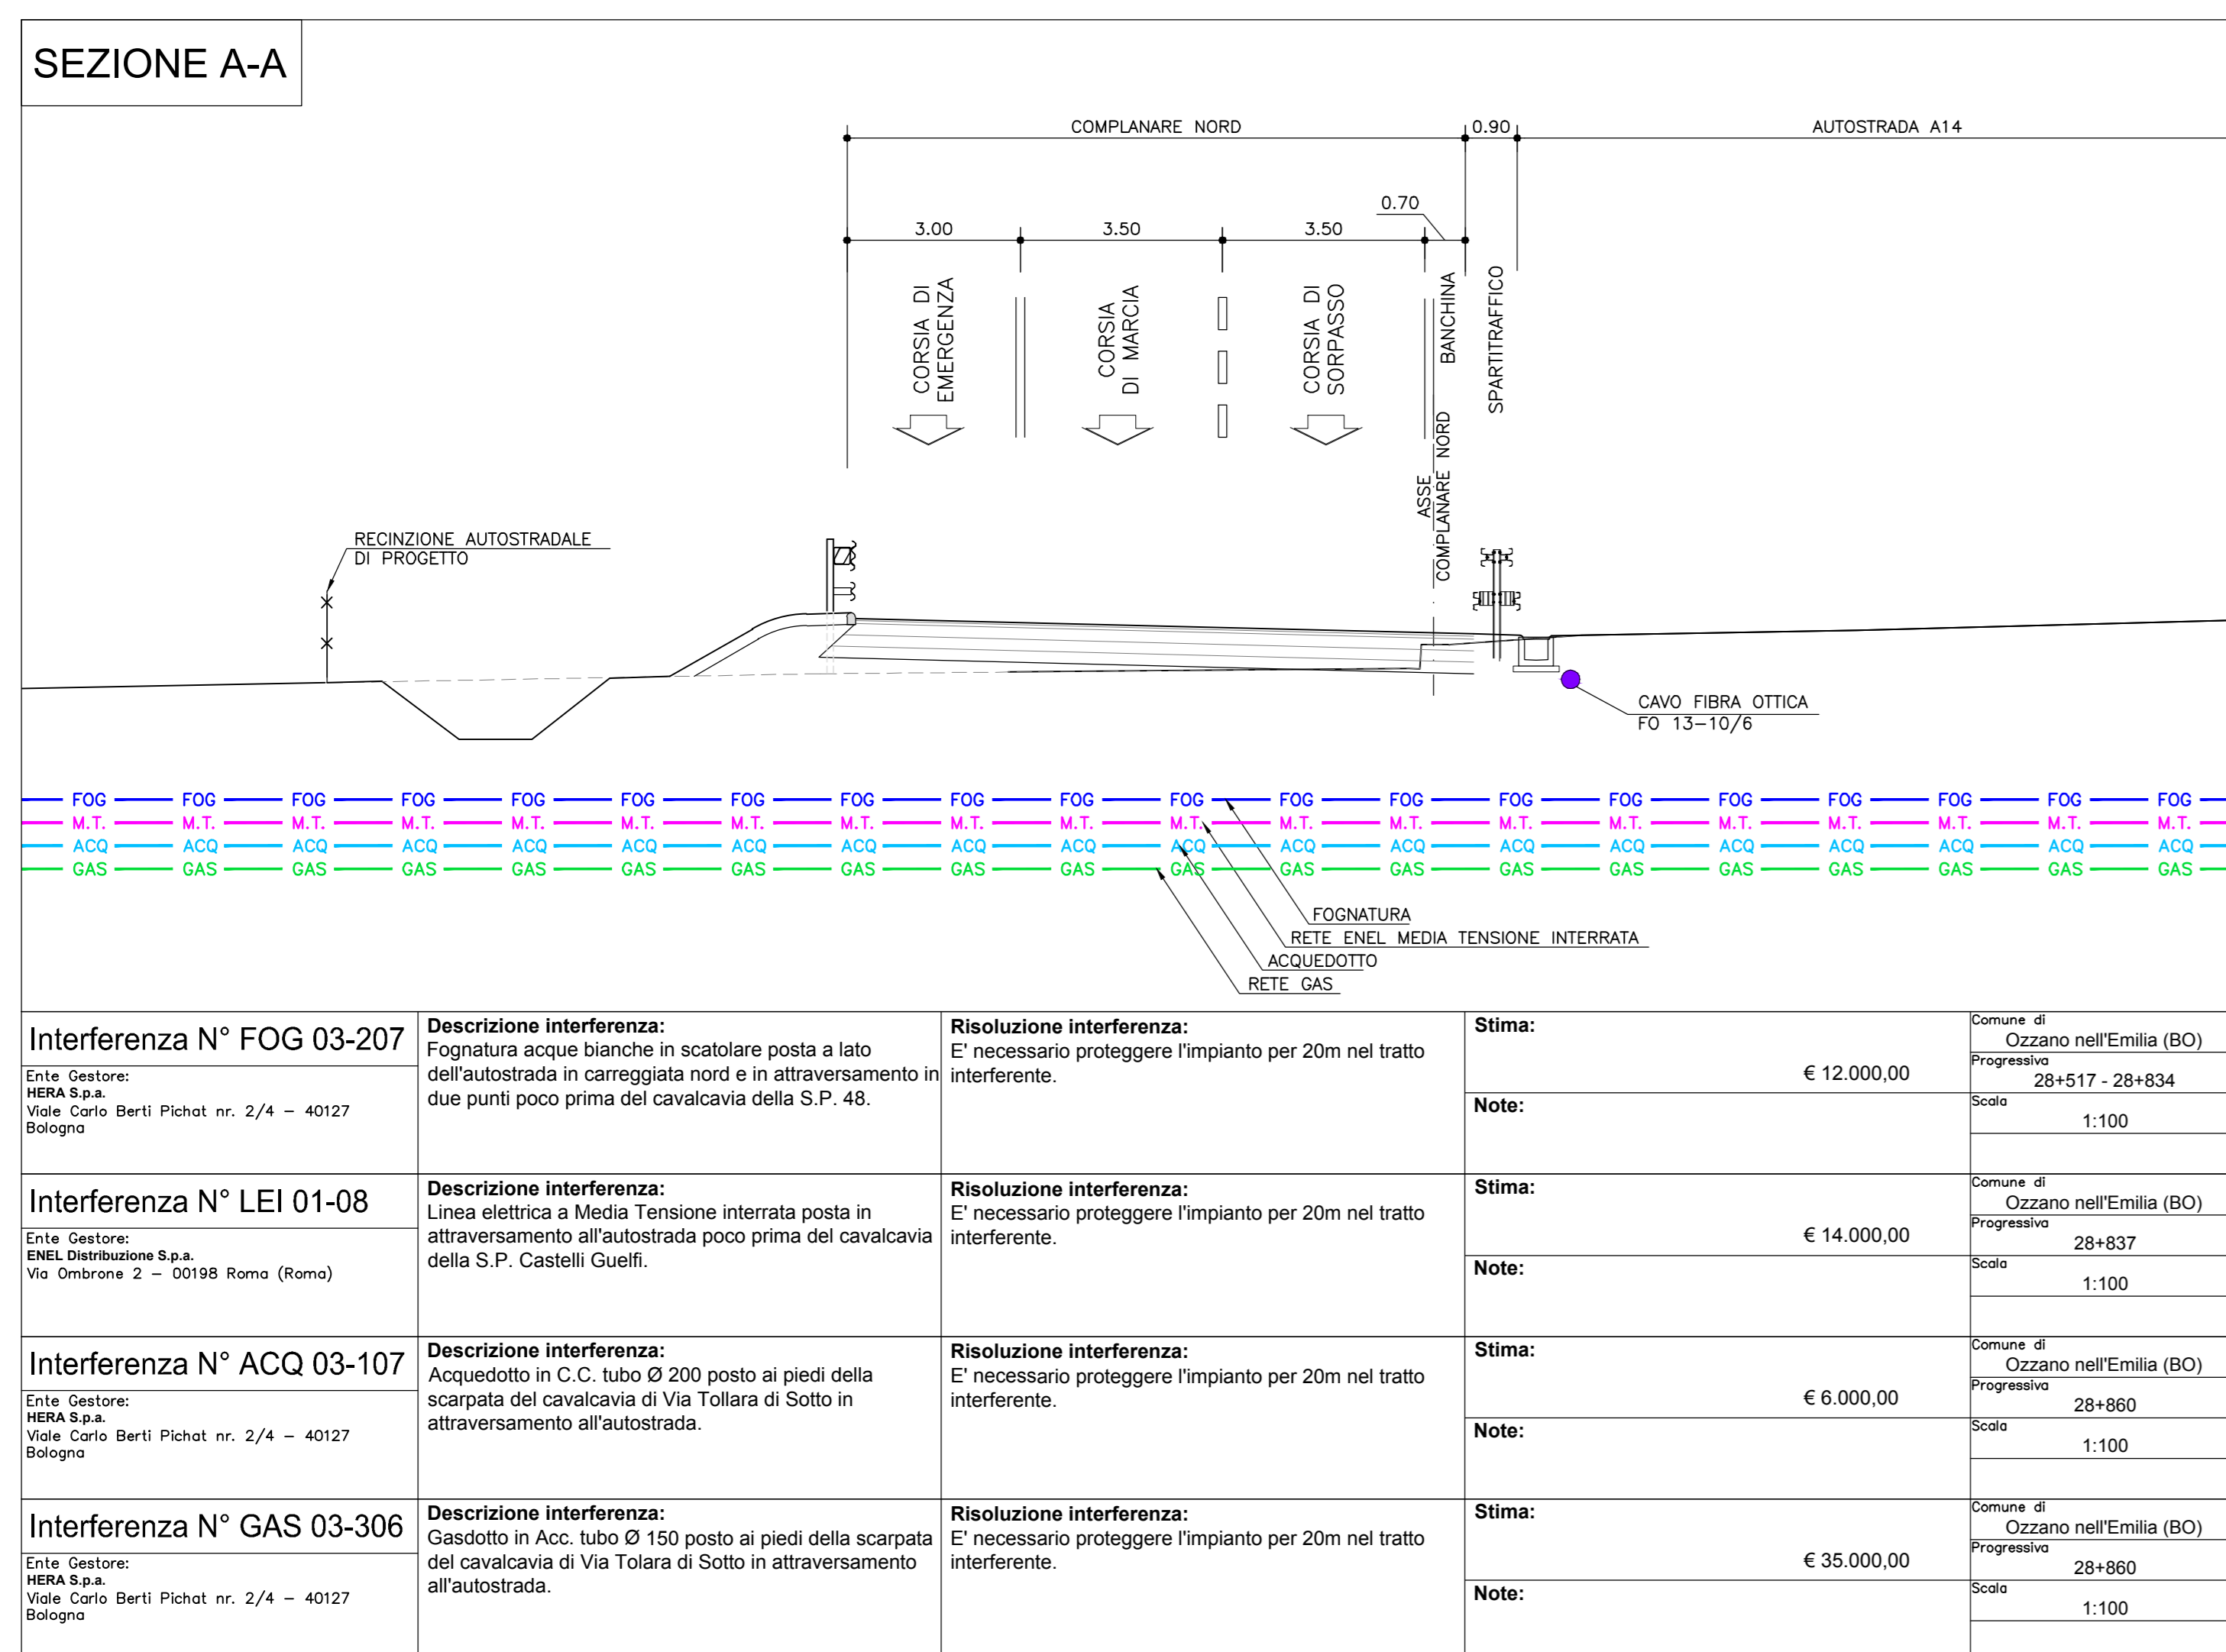 SEZIONE A-A
COMPLANARE NORD
0.90
AUTOSTRADA A14
0.70
3.00
3.50
3.50
CORSIA DI
EMERGENZA
CORSIA
DI MARCIA
CORSIA DI
SORPASSO
BANCHINA
SPARTITRAFFICO
ASSE
COMPLANARE NORD
RECINZIONE AUTOSTRADALE
DI PROGETTO
CAVO FIBRA OTTICA
FO 13-10/6
FOG FOG FOG FOG FOG FOG FOG FOG FOG FOG FOG FOG FOG FOG FOG FOG FOG FOG FOG FOG
M.T. M.T. M.T. M.T. M.T. M.T. M.T. M.T. M.T. M.T. M.T. M.T. M.T. M.T. M.T. M.T. M.T. M.T. M.T. M.T.
ACQ ACQ ACQ ACQ ACQ ACQ ACQ ACQ ACQ ACQ ACQ ACQ ACQ ACQ ACQ ACQ ACQ ACQ ACQ ACQ
GAS GAS GAS GAS GAS GAS GAS GAS GAS GAS GAS GAS GAS GAS GAS GAS GAS GAS GAS GAS
FOGNATURA
RETE ENEL MEDIA TENSIONE INTERRATA
ACQUEDOTTO
RETE GAS
Interferenza N° FOG 03-207
Ente Gestore:
HERA S.p.a.
Viale Carlo Berti Pichat nr. 2/4 – 40127
Bologna
Descrizione interferenza:
Fognatura acque bianche in scatolare posta a lato
dell'autostrada in carreggiata nord e in attraversamento in
due punti poco prima del cavalcavia della S.P. 48.
Risoluzione interferenza:
E' necessario proteggere l'impianto per 20m nel tratto
interferente.
Stima:
€ 12.000,00
Note:
Comune di
Ozzano nell'Emilia (BO)
Progressiva
28+517 - 28+834
Scala
1:100
Interferenza N° LEI 01-08
Ente Gestore:
ENEL Distribuzione S.p.a.
Via Ombrone 2 – 00198 Roma (Roma)
Descrizione interferenza:
Linea elettrica a Media Tensione interrata posta in
attraversamento all'autostrada poco prima del cavalcavia
della S.P. Castelli Guelfi.
Risoluzione interferenza:
E' necessario proteggere l'impianto per 20m nel tratto
interferente.
Stima:
€ 14.000,00
Note:
Comune di
Ozzano nell'Emilia (BO)
Progressiva
28+837
Scala
1:100
Interferenza N° ACQ 03-107
Ente Gestore:
HERA S.p.a.
Viale Carlo Berti Pichat nr. 2/4 – 40127
Bologna
Descrizione interferenza:
Acquedotto in C.C. tubo Ø 200 posto ai piedi della
scarpata del cavalcavia di Via Tollara di Sotto in
attraversamento all'autostrada.
Risoluzione interferenza:
E' necessario proteggere l'impianto per 20m nel tratto
interferente.
Stima:
€ 6.000,00
Note:
Comune di
Ozzano nell'Emilia (BO)
Progressiva
28+860
Scala
1:100
Interferenza N° GAS 03-306
Ente Gestore:
HERA S.p.a.
Viale Carlo Berti Pichat nr. 2/4 – 40127
Bologna
Descrizione interferenza:
Gasdotto in Acc. tubo Ø 150 posto ai piedi della scarpata
del cavalcavia di Via Tolara di Sotto in attraversamento
all'autostrada.
Risoluzione interferenza:
E' necessario proteggere l'impianto per 20m nel tratto
interferente.
Stima:
€ 35.000,00
Note:
Comune di
Ozzano nell'Emilia (BO)
Progressiva
28+860
Scala
1:100